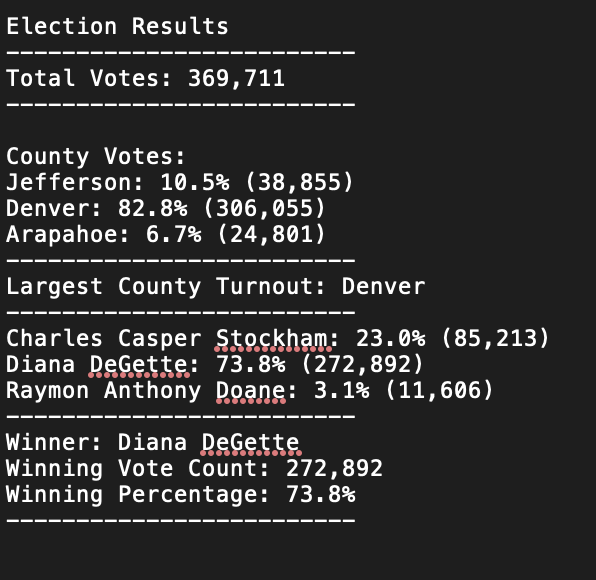 Election Results
-------------------------
Total Votes: 369,711
-------------------------
County Votes:
Jefferson: 10.5% (38,855)
Denver: 82.8% (306,055)
Arapahoe: 6.7% (24,801)
-------------------------
Largest County Turnout: Denver
-------------------------
Charles Casper Stockham: 23.0% (85,213)
Diana DeGette: 73.8% (272,892)
Raymon Anthony Doane: 3.1% (11,606)
-------------------------
Winner: Diana DeGette
Winning Vote Count: 272,892
Winning Percentage: 73.8%
-------------------------